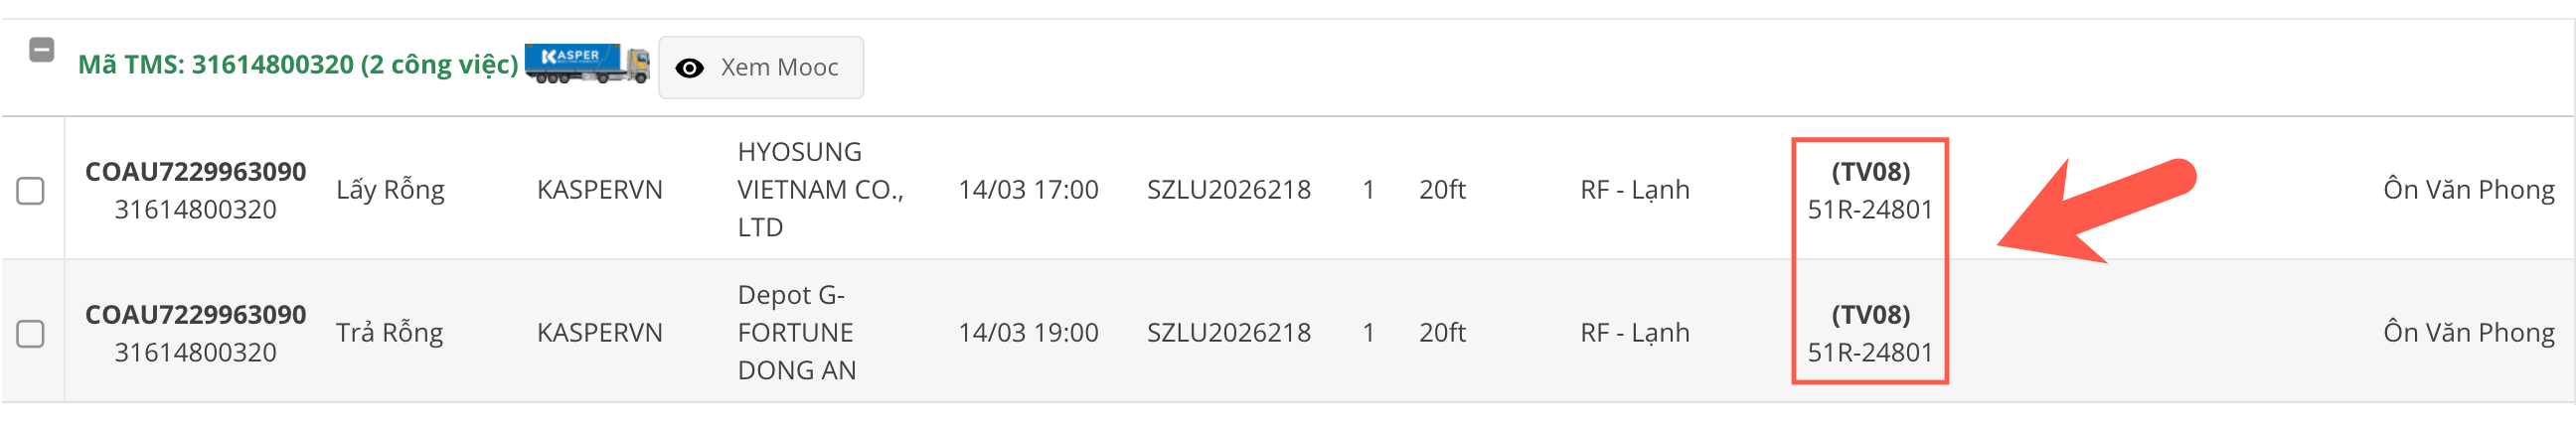 Mã TMS: 31614800320 (2 công việc) KASPER Xem Mooc
COAU7229963090
31614800320
Lấy Rỗng
KASPERVN
HYOSUNG
VIETNAM CO.,
LTD
14/03 17:00
SZLU2026218
1
20ft
RF - Lạnh
(TV08)
51R-24801
Ôn Văn Phong
COAU7229963090
31614800320
Trả Rỗng
KASPERVN
Depot G-
FORTUNE
DONG AN
14/03 19:00
SZLU2026218
1
20ft
RF - Lạnh
(TV08)
51R-24801
Ôn Văn Phong